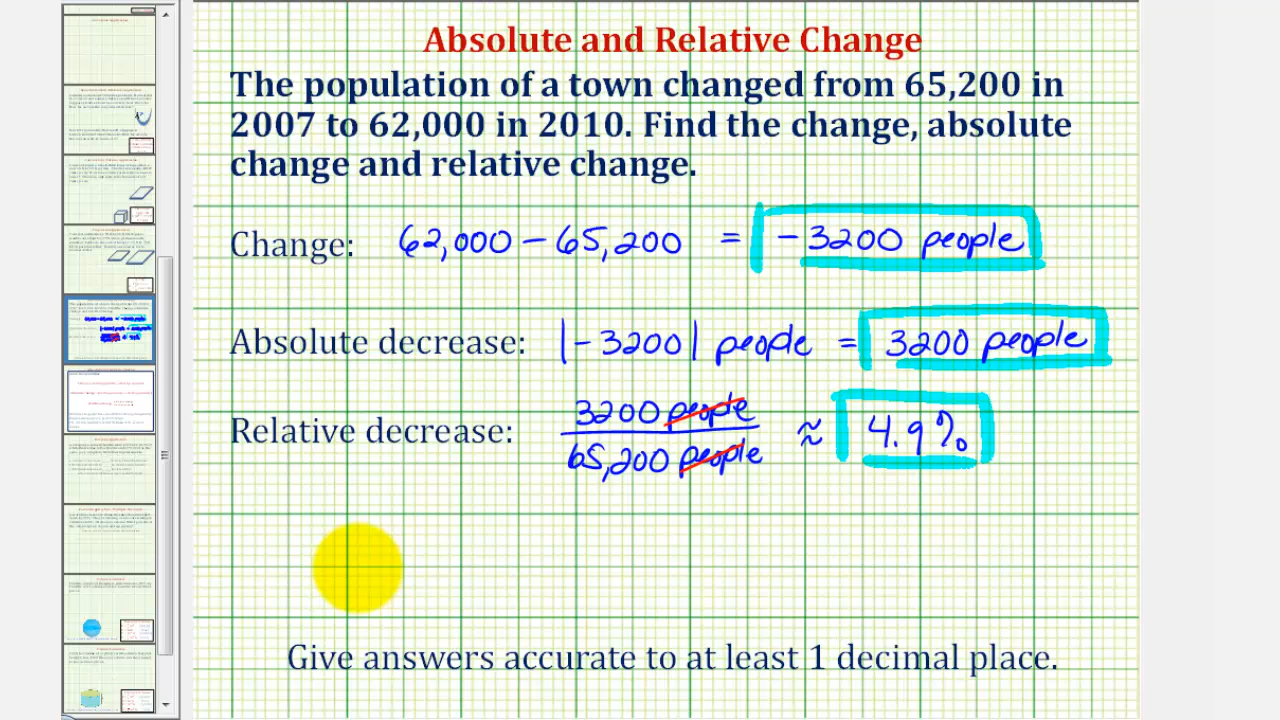 Absolute and Relative Change
The population of a town changed from 65,200 in
2007 to 62,000 in 2010. Find the change, absolute
change and relative change.
Change: 62,000 - 65,200 = -3200 people
Absolute decrease: |-3200| people = 3200 people
Relative decrease: 3200 people / 65,200 people ≈ 4.9%
Give answers accurate to at least 1 decimal place.